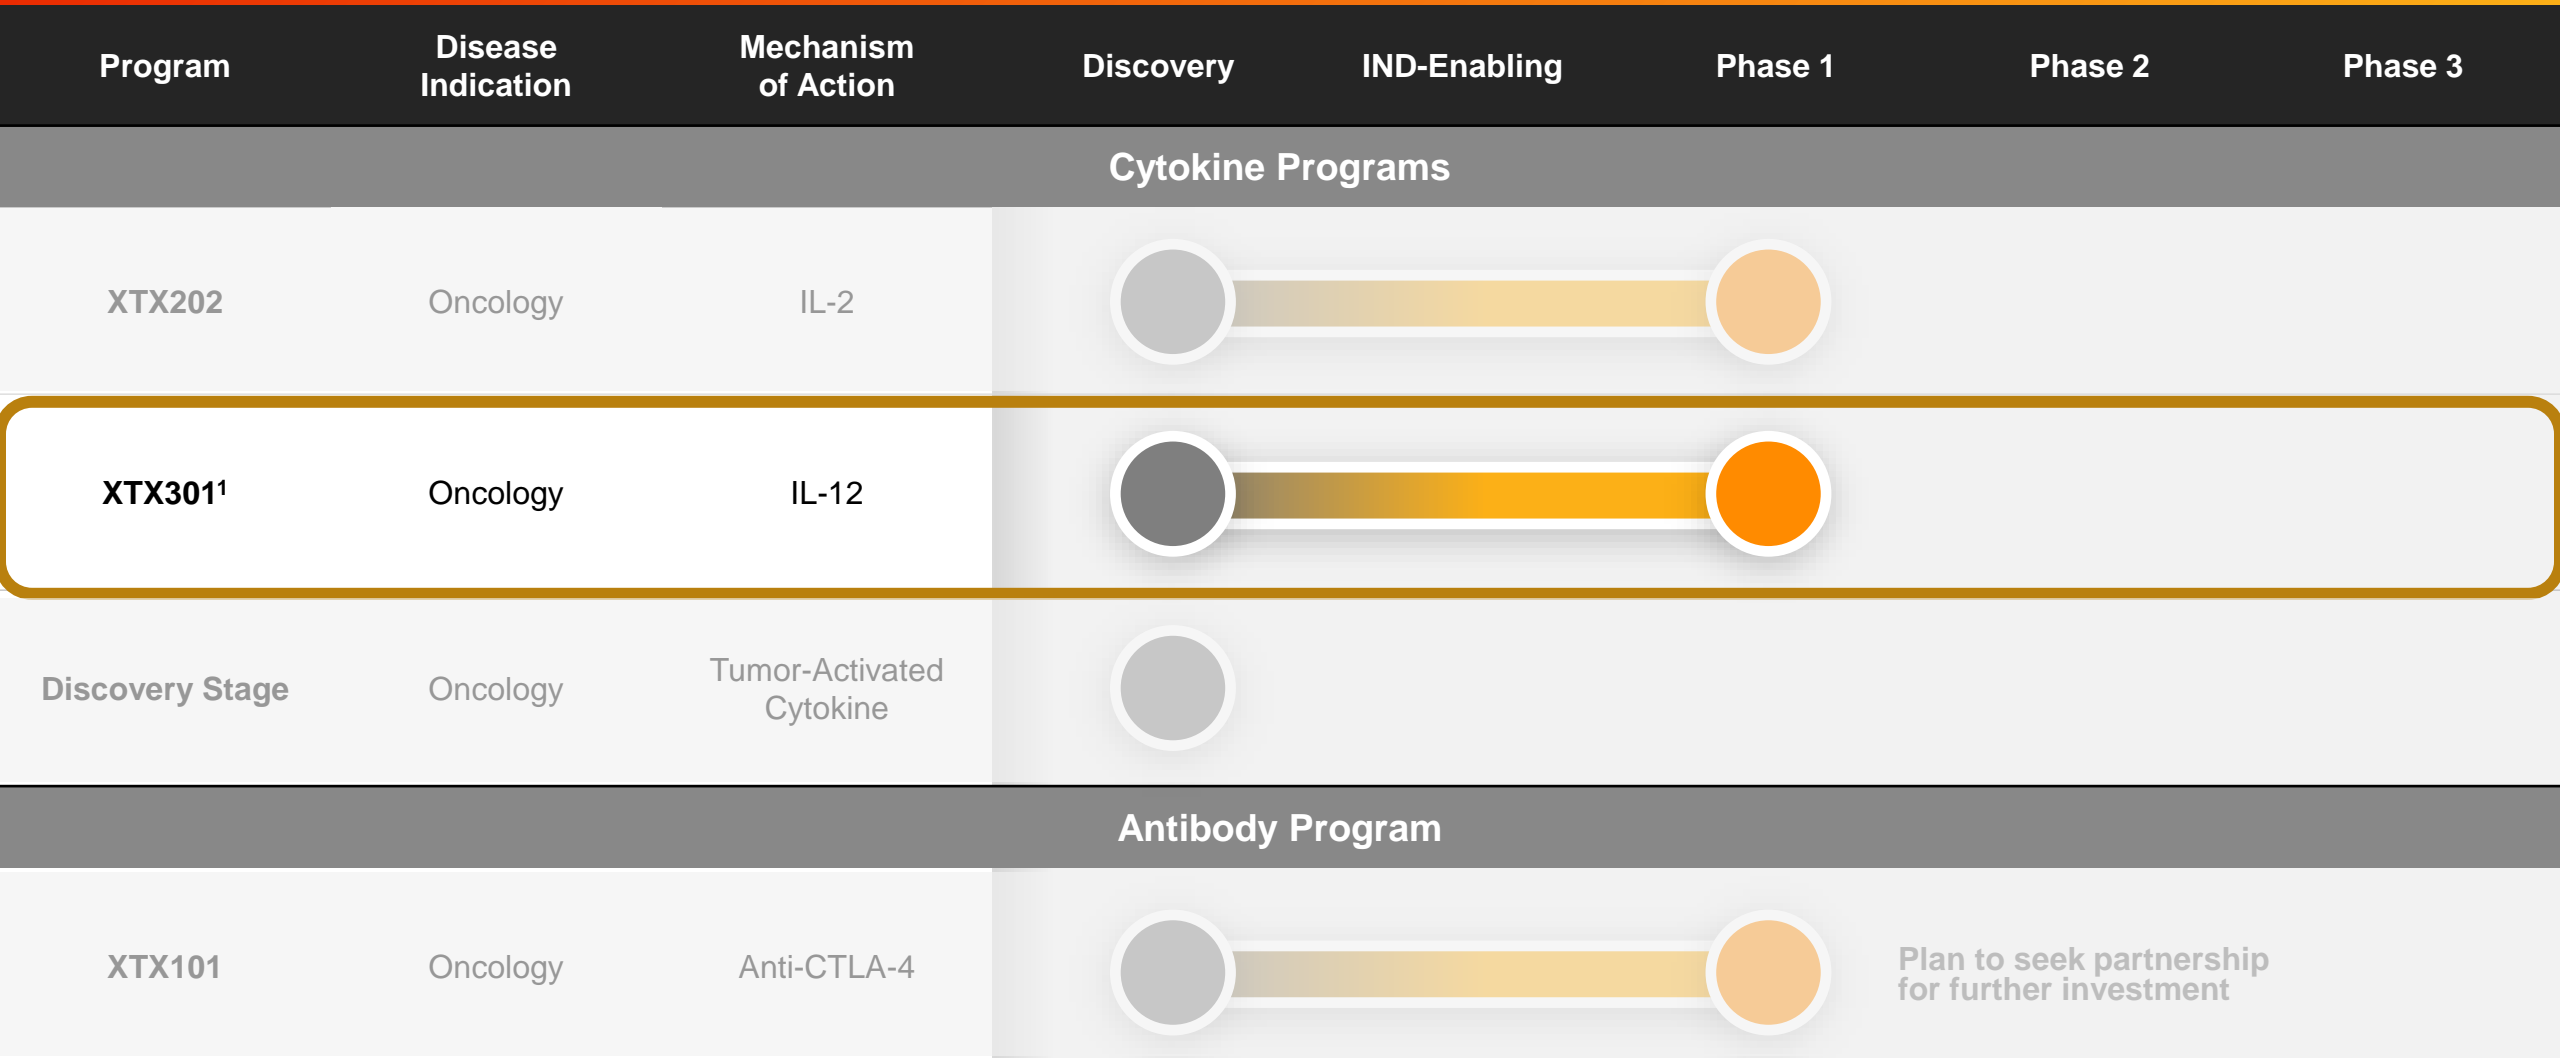 Program
Disease
Indication
Mechanism
of Action
Discovery
IND-Enabling
Phase 1
Phase 2
Phase 3
Cytokine Programs
XTX202
Oncology
IL-2
XTX301¹
Oncology
IL-12
Discovery Stage
Oncology
Tumor-Activated
Cytokine
Antibody Program
XTX101
Oncology
Anti-CTLA-4
Plan to seek partnership
for further investment